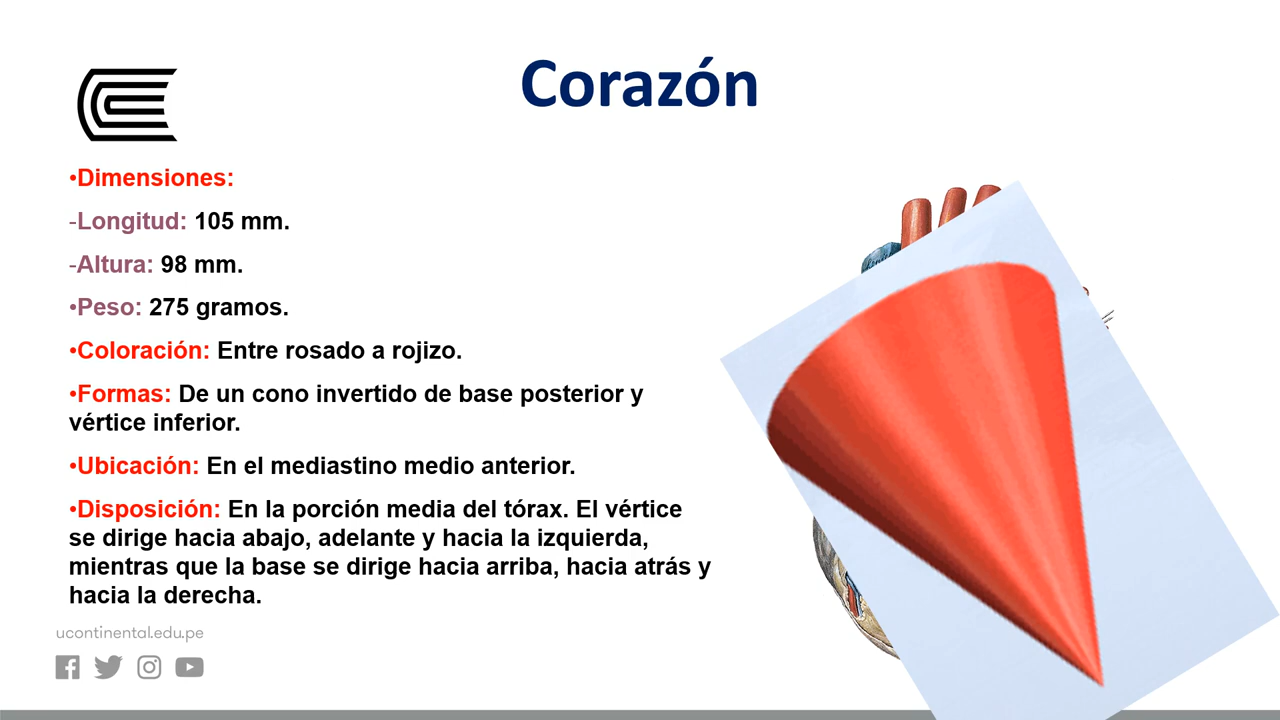 Corazón
•Dimensiones:
-Longitud: 105 mm.
-Altura: 98 mm.
•Peso: 275 gramos.
•Coloración: Entre rosado a rojizo.
•Formas: De un cono invertido de base posterior y
vértice inferior.
•Ubicación: En el mediastino medio anterior.
•Disposición: En la porción media del tórax. El vértice
se dirige hacia abajo, adelante y hacia la izquierda,
mientras que la base se dirige hacia arriba, hacia atrás y
hacia la derecha.
ucontinental.edu.pe